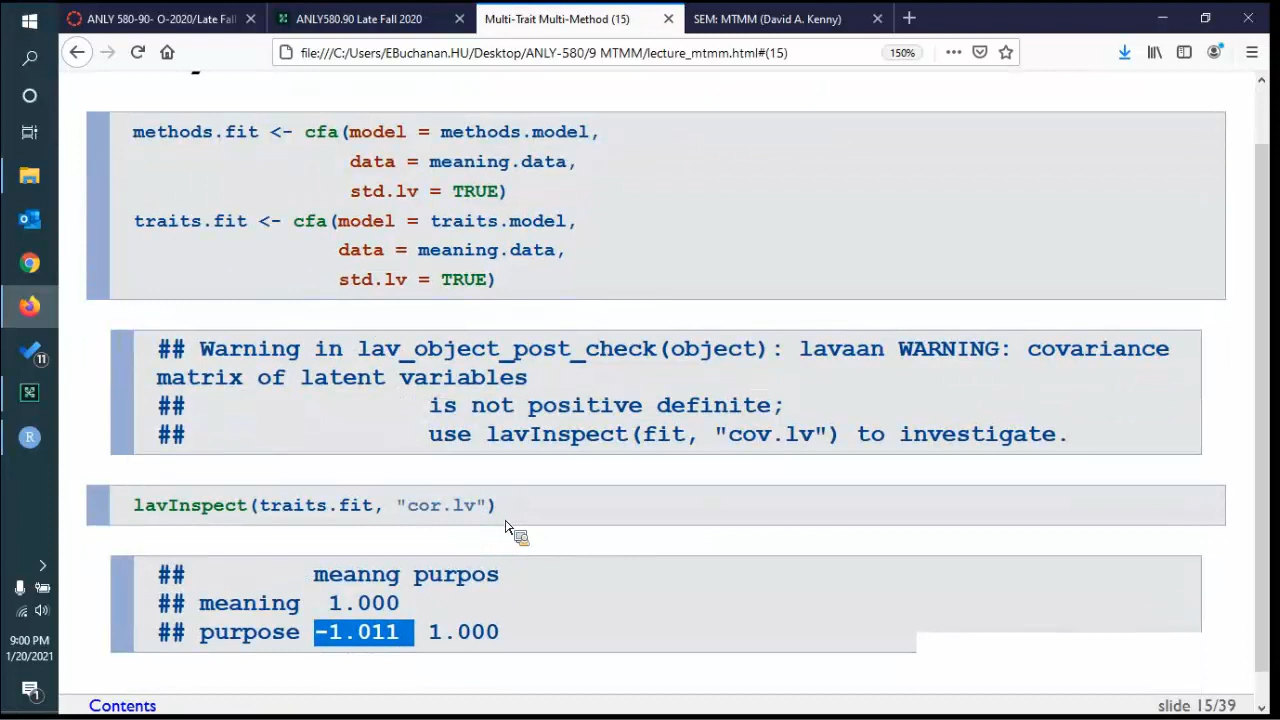 ANLY 580-90- O-2020/Late Fall
ANLY580.90 Late Fall 2020
Multi-Trait Multi-Method (15)
SEM: MTMM (David A. Kenny)
file:///C:/Users/EBuchanan.HU/Desktop/ANLY-580/9 MTMM/lecture_mtmm.html#(15)
150%
methods.fit <- cfa(model = methods.model,
data = meaning.data,
std.lv = TRUE)
traits.fit <- cfa(model = traits.model,
data = meaning.data,
std.lv = TRUE)
## Warning in lav_object_post_check(object): lavaan WARNING: covariance
matrix of latent variables
## is not positive definite;
## use lavInspect(fit, "cov.lv") to investigate.
lavInspect(traits.fit, "cor.lv")
## meanng purpos
## meaning 1.000
## purpose -1.011 1.000
Contents
slide 15/39
11
R
9:00 PM
1/20/2021
1